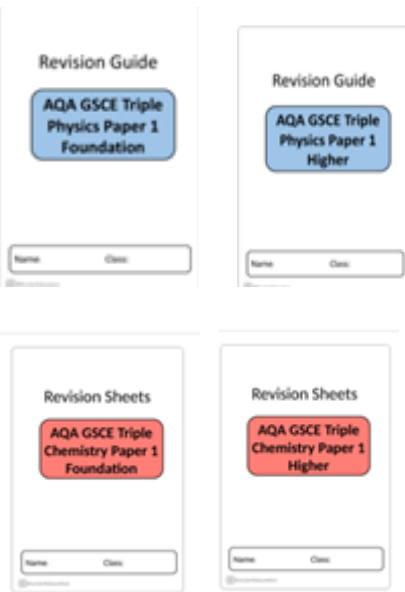 Revision Guide
AQA GSCE Triple
Physics Paper 1
Foundation
Name: Class:
Revision Guide
AQA GSCE Triple
Physics Paper 1
Higher
Name: Class:
Revision Sheets
AQA GSCE Triple
Chemistry Paper 1
Foundation
Name: Class:
Revision Sheets
AQA GSCE Triple
Chemistry Paper 1
Higher
Name: Class: